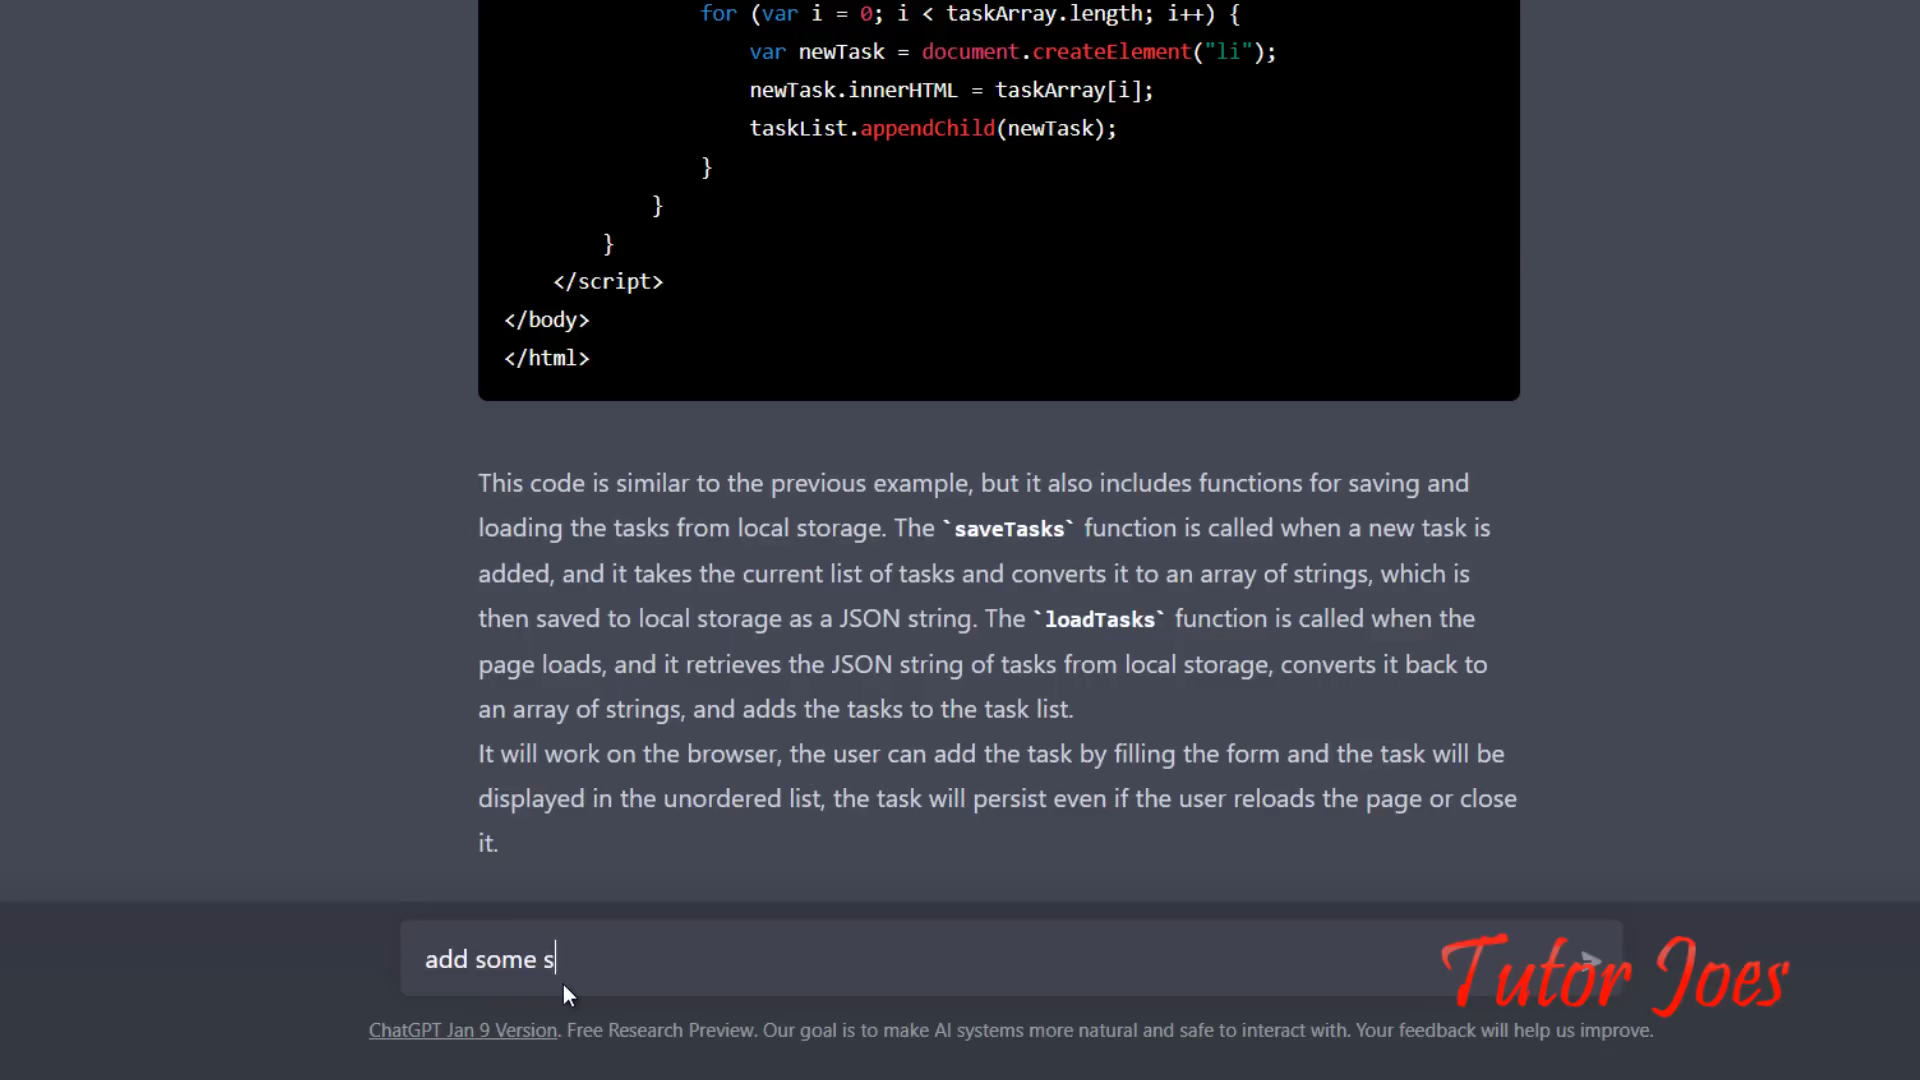 for (var i = 0; i < taskArray.length; i++) {
var newTask = document.createElement("li");
newTask.innerHTML = taskArray[i];
taskList.appendChild(newTask);
}
}
}
</script>
</body>
</html>
This code is similar to the previous example, but it also includes functions for saving and
loading the tasks from local storage. The `saveTasks` function is called when a new task is
added, and it takes the current list of tasks and converts it to an array of strings, which is
then saved to local storage as a JSON string. The `loadTasks` function is called when the
page loads, and it retrieves the JSON string of tasks from local storage, converts it back to
an array of strings, and adds the tasks to the task list.
It will work on the browser, the user can add the task by filling the form and the task will be
displayed in the unordered list, the task will persist even if the user reloads the page or close
it.
add some s
Tutor Joes
ChatGPT Jan 9 Version. Free Research Preview. Our goal is to make AI systems more natural and safe to interact with. Your feedback will help us improve.